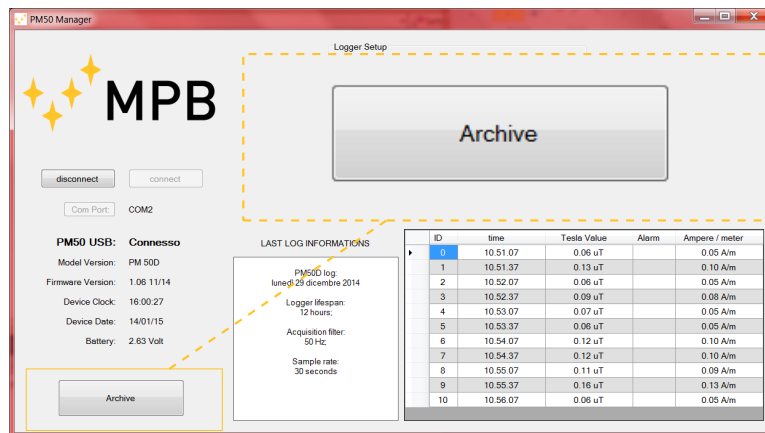 PM50 Manager
Logger Setup
MPB
Archive
disconnect
connect
Com Port:
COM2
PM50 USB: Connesso
Model Version: PM 50D
Firmware Version: 1.06 11/14
Device Clock: 16:00:27
Device Date: 14/01/15
Battery: 2.63 Volt
Archive
LAST LOG INFORMATIONS
PM50D log:
lunedì 29 dicembre 2014
Logger lifespan:
12 hours;
Acquisition filter:
50 Hz;
Sample rate:
30 seconds
ID time Tesla Value Alarm Ampere / meter
0 10.51.07 0.06 uT 0.05 A/m
1 10.51.37 0.13 uT 0.10 A/m
2 10.52.07 0.06 uT 0.05 A/m
3 10.52.37 0.09 uT 0.08 A/m
4 10.53.07 0.07 uT 0.05 A/m
5 10.53.37 0.06 uT 0.05 A/m
6 10.54.07 0.12 uT 0.10 A/m
7 10.54.37 0.12 uT 0.10 A/m
8 10.55.07 0.11 uT 0.09 A/m
9 10.55.37 0.16 uT 0.13 A/m
10 10.56.07 0.06 uT 0.05 A/m